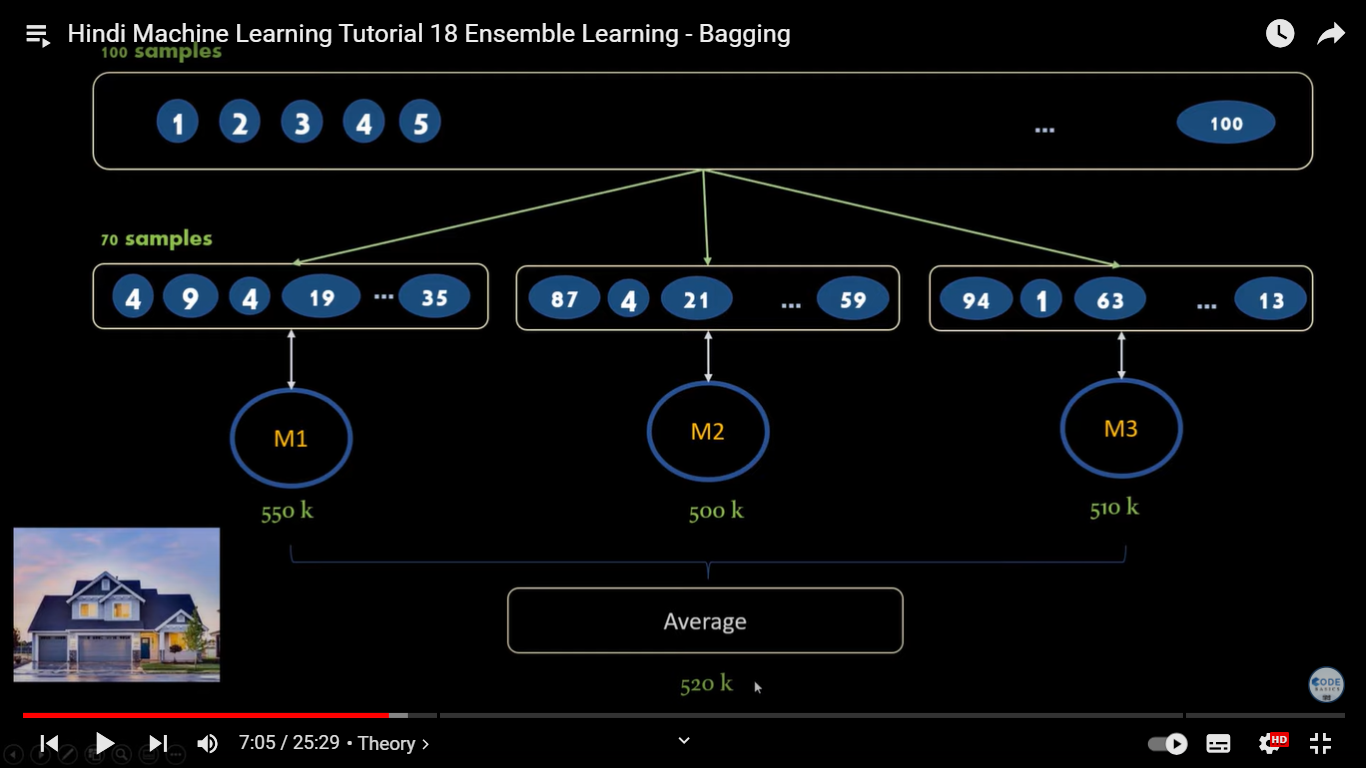 Hindi Machine Learning Tutorial 18 Ensemble Learning - Bagging
100 samples
1 2 3 4 5 ... 100
70 samples
4 9 4 19 ... 35 87 4 21 ... 59 94 1 63 ... 13
M1 M2 M3
550 k 500 k 510 k
Average
520 k
CODE
BASICS
7:05 / 25:29 • Theory ›
HD